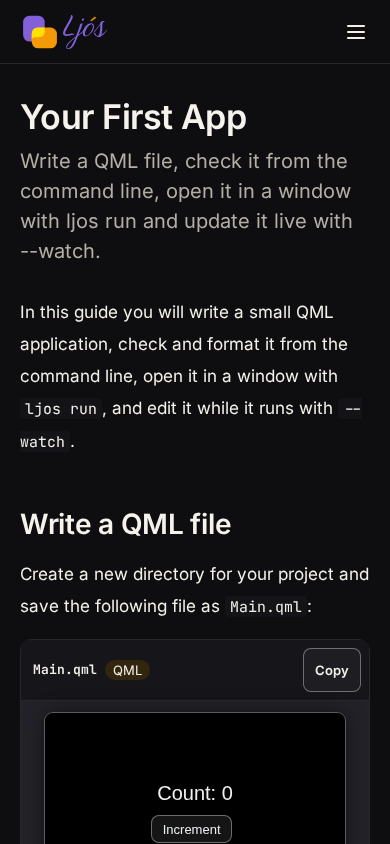 Ljós
Your First App
Write a QML file, check it from the
command line, open it in a window
with ljos run and update it live with
--watch.
In this guide you will write a small QML
application, check and format it from the
command line, open it in a window with
ljos run, and edit it while it runs with --
watch.
Write a QML file
Create a new directory for your project and
save the following file as Main.qml:
Main.qml QML Copy
Count: 0
Increment